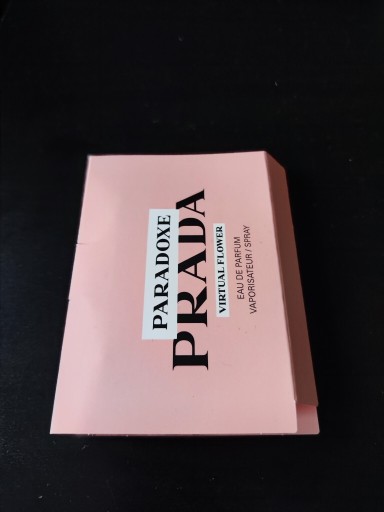 PARADOXE
PRADA
VIRTUAL FLOWER
EAU DE PARFUM
VAPORISATEUR / SPRAY